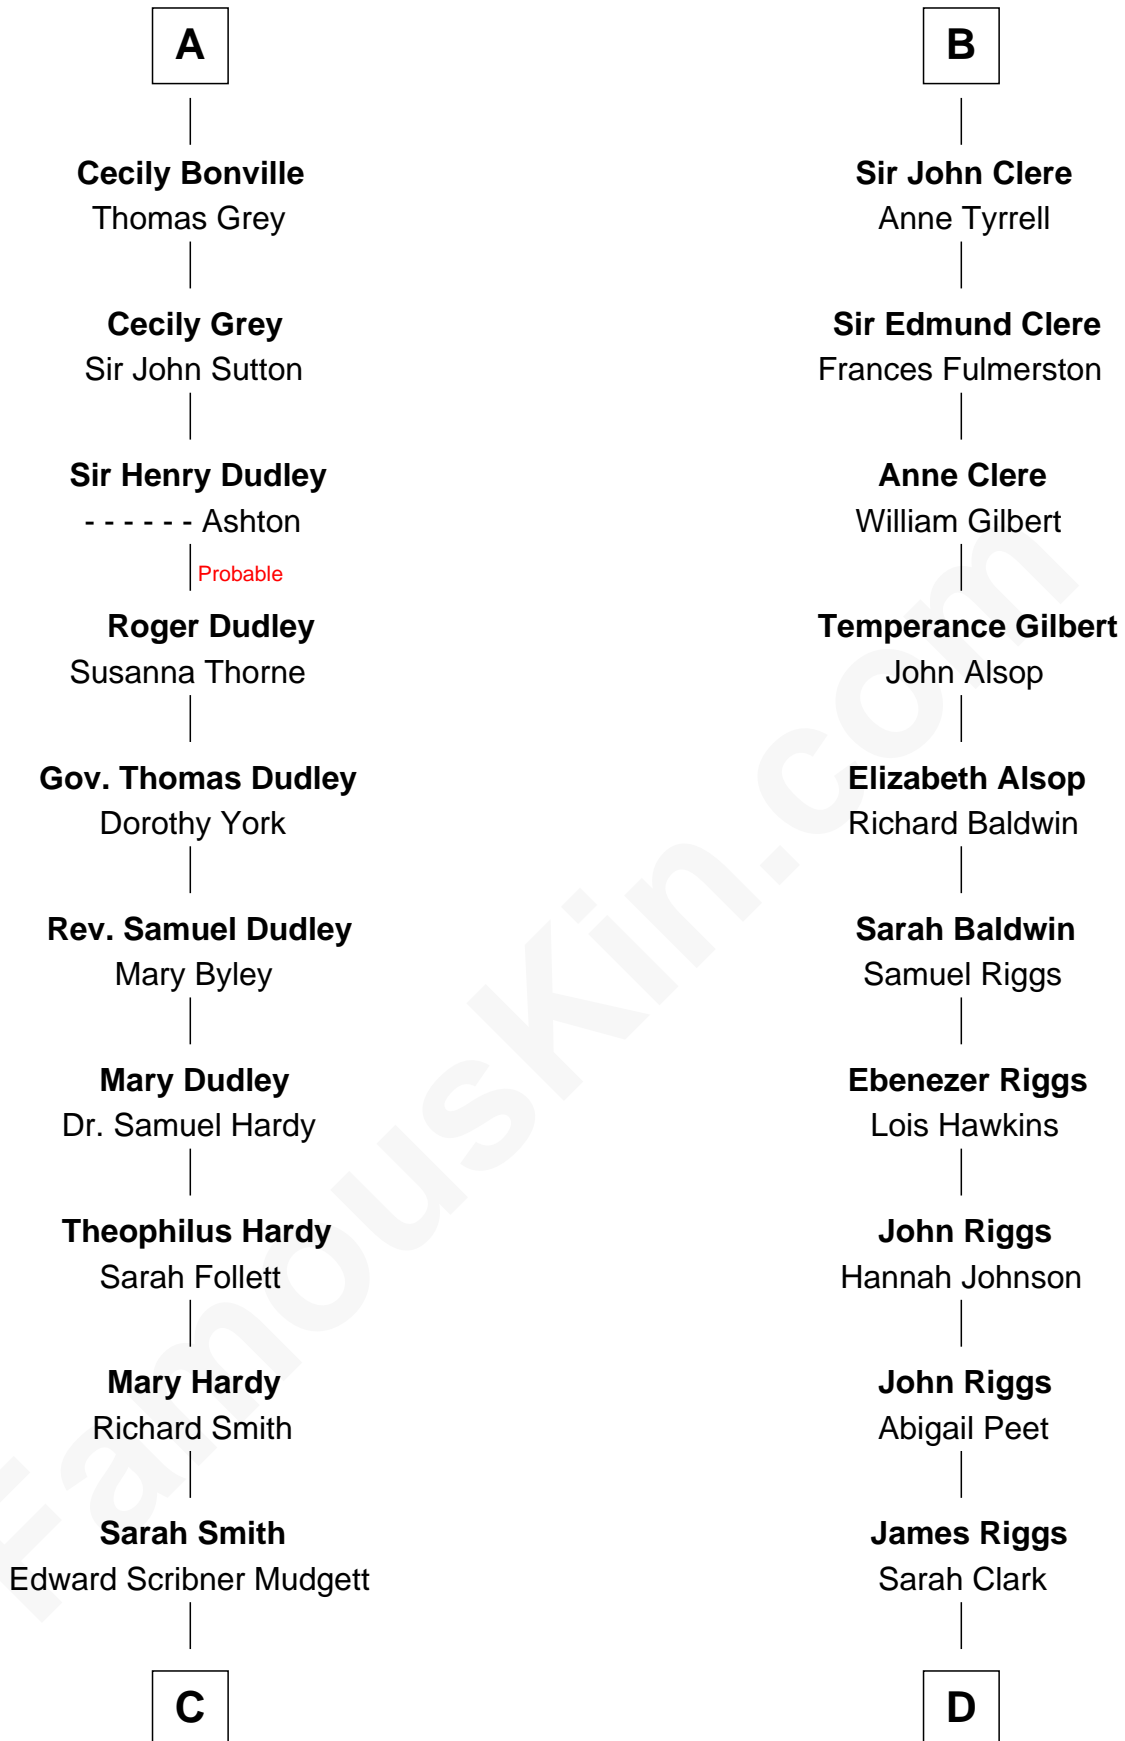 A
Cecily Bonville
Thomas Grey
Cecily Grey
Sir John Sutton
Sir Henry Dudley
- - - - - - Ashton
Probable
Roger Dudley
Susanna Thorne
Gov. Thomas Dudley
Dorothy York
Rev. Samuel Dudley
Mary Byley
Mary Dudley
Dr. Samuel Hardy
Theophilus Hardy
Sarah Follett
Mary Hardy
Richard Smith
Sarah Smith
Edward Scribner Mudgett
C
B
Sir John Clere
Anne Tyrrell
Sir Edmund Clere
Frances Fulmerston
Anne Clere
William Gilbert
Temperance Gilbert
John Alsop
Elizabeth Alsop
Richard Baldwin
Sarah Baldwin
Samuel Riggs
Ebenezer Riggs
Lois Hawkins
John Riggs
Hannah Johnson
John Riggs
Abigail Peet
James Riggs
Sarah Clark
D
FamousKin.com